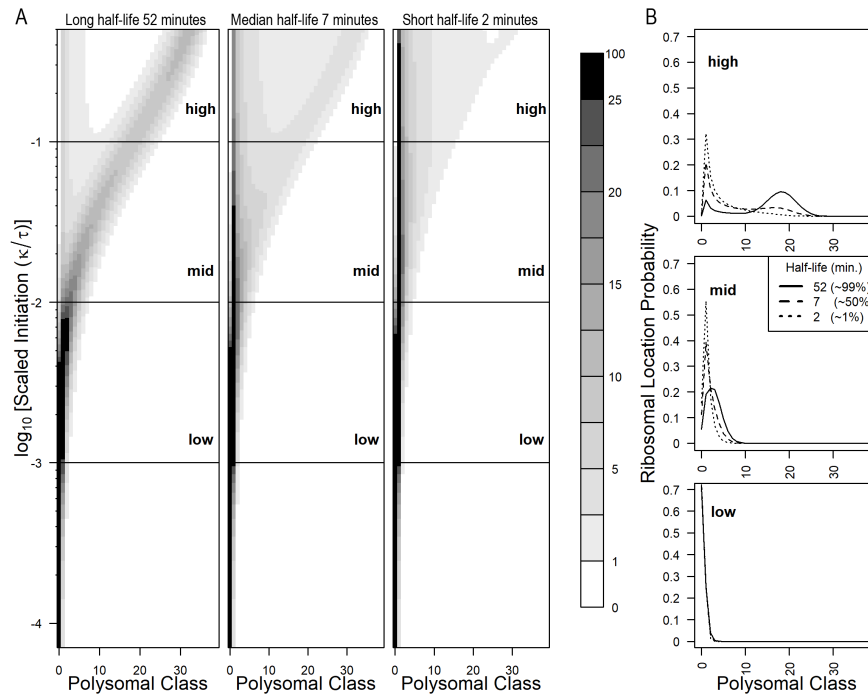 A
Long half-life 52 minutes
Median half-life 7 minutes
Short half-life 2 minutes
log10 [Scaled Initiation (κ/τ)]
-1
-2
-3
-4
high
mid
low
high
mid
low
high
mid
low
0 10 20 30
0 10 20 30
0 10 20 30
Polysomal Class
Polysomal Class
Polysomal Class
100
25
20
15
10
5
1
0
B
Ribosomal Location Probability
high
0.7
0.6
0.5
0.4
0.3
0.2
0.1
0
0 10 20 30
mid
Half-life (min.)
52 (~99%)
7 (~50%
2 (~1%)
0.7
0.6
0.5
0.4
0.3
0.2
0.1
0
0 10 20 30
low
0.7
0.6
0.5
0.4
0.3
0.2
0.1
0
0 10 20 30
Polysomal Class